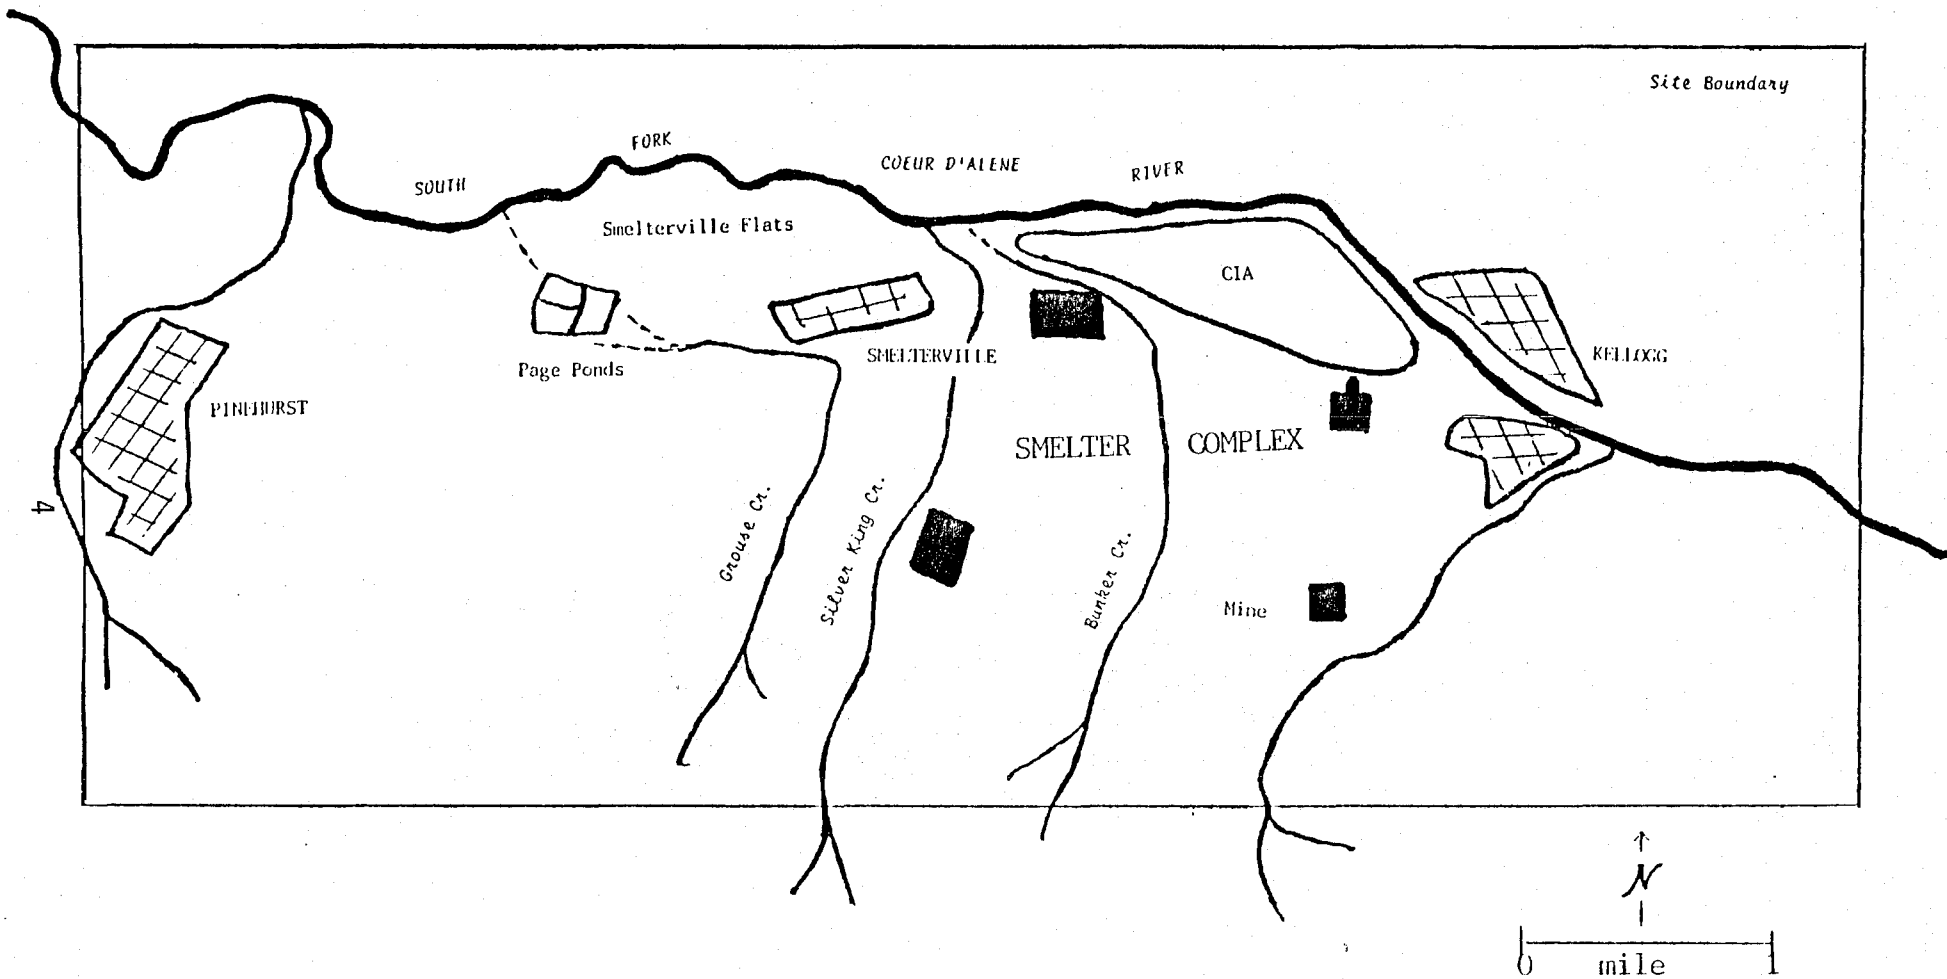 Site Boundary
FORK
COEUR D'ALENE
RIVER
SOUTH
Smelterville Flats
CIA
SMELTERVILLE
KELLOGG
Page Ponds
PINEHURST
SMELTER COMPLEX
4
Grouse Cr.
Silver King Cr.
Bunker Cr.
Mine
N
0 mile 1